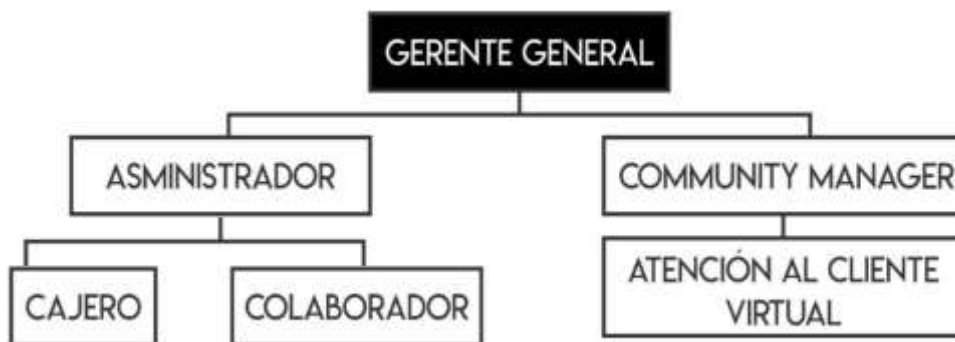 GERENTE GENERAL
ASMINISTRADOR
COMMUNITY MANAGER
CAJERO
COLABORADOR
ATENCIÓN AL CLIENTE
VIRTUAL